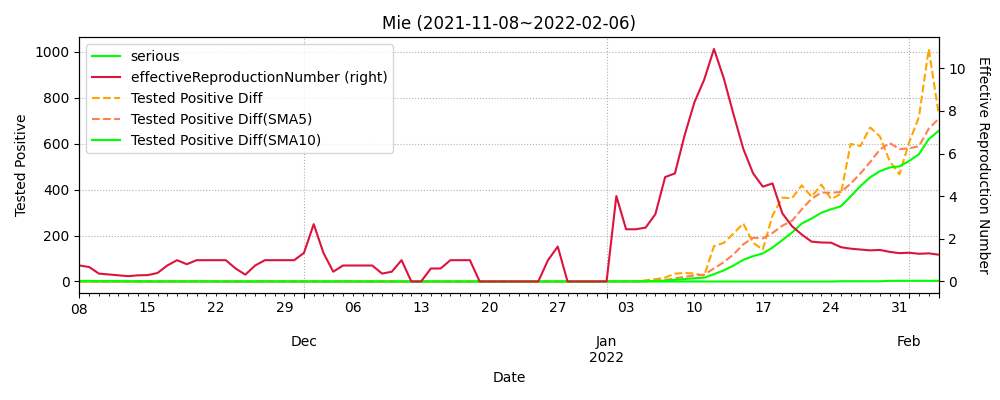 Mie (2021-11-08~2022-02-06)
serious
effectiveReproductionNumber (right)
Tested Positive Diff
Tested Positive Diff(SMA5)
Tested Positive Diff(SMA10)
Tested Positive
1000
800
600
400
200
0
Effective Reproduction Number
10
8
6
4
2
0
08 15 22 29 06 13 20 27 03 10 17 24 31
Dec Jan Feb
2022
Date